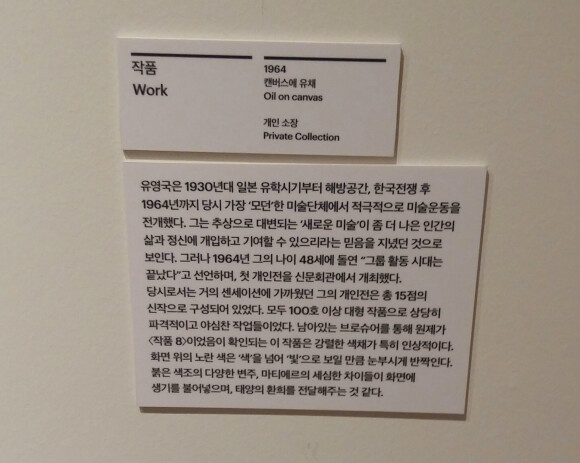 작품
Work
1964
캔버스에 유채
Oil on canvas
개인 소장
Private Collection
유영국은 1930년대 일본 유학시기부터 해방공간, 한국전쟁 후
1964년까지 당시 가장 ‘모던’한 미술단체에서 적극적으로 미술운동을
전개했다. 그는 추상으로 대변되는 ‘새로운 미술’이 좀 더 나은 인간의
삶과 정신에 개입하고 기여할 수 있으리라는 믿음을 지녔던 것으로
보인다. 그러나 1964년 그의 나이 48세에 돌연 “그룹 활동 시대는
끝났다”고 선언하며, 첫 개인전을 신문회관에서 개최했다.
당시로서는 거의 센세이션에 가까웠던 그의 개인전은 총 15점의
신작으로 구성되어 있었다. 모두 100호 이상 대형 작품으로 상당히
파격적이고 야심찬 작업들이었다. 남아있는 브로슈어를 통해 원제가
〈작품 8〉이었음이 확인되는 이 작품은 강렬한 색채가 특히 인상적이다.
화면 위의 노란 색은 ‘색’을 넘어 ‘빛’으로 보일 만큼 눈부시게 반짝인다.
붉은 색조의 다양한 변주, 마티에르의 세심한 차이들이 화면에
생기를 불어넣으며, 태양의 환희를 전달해주는 것 같다.